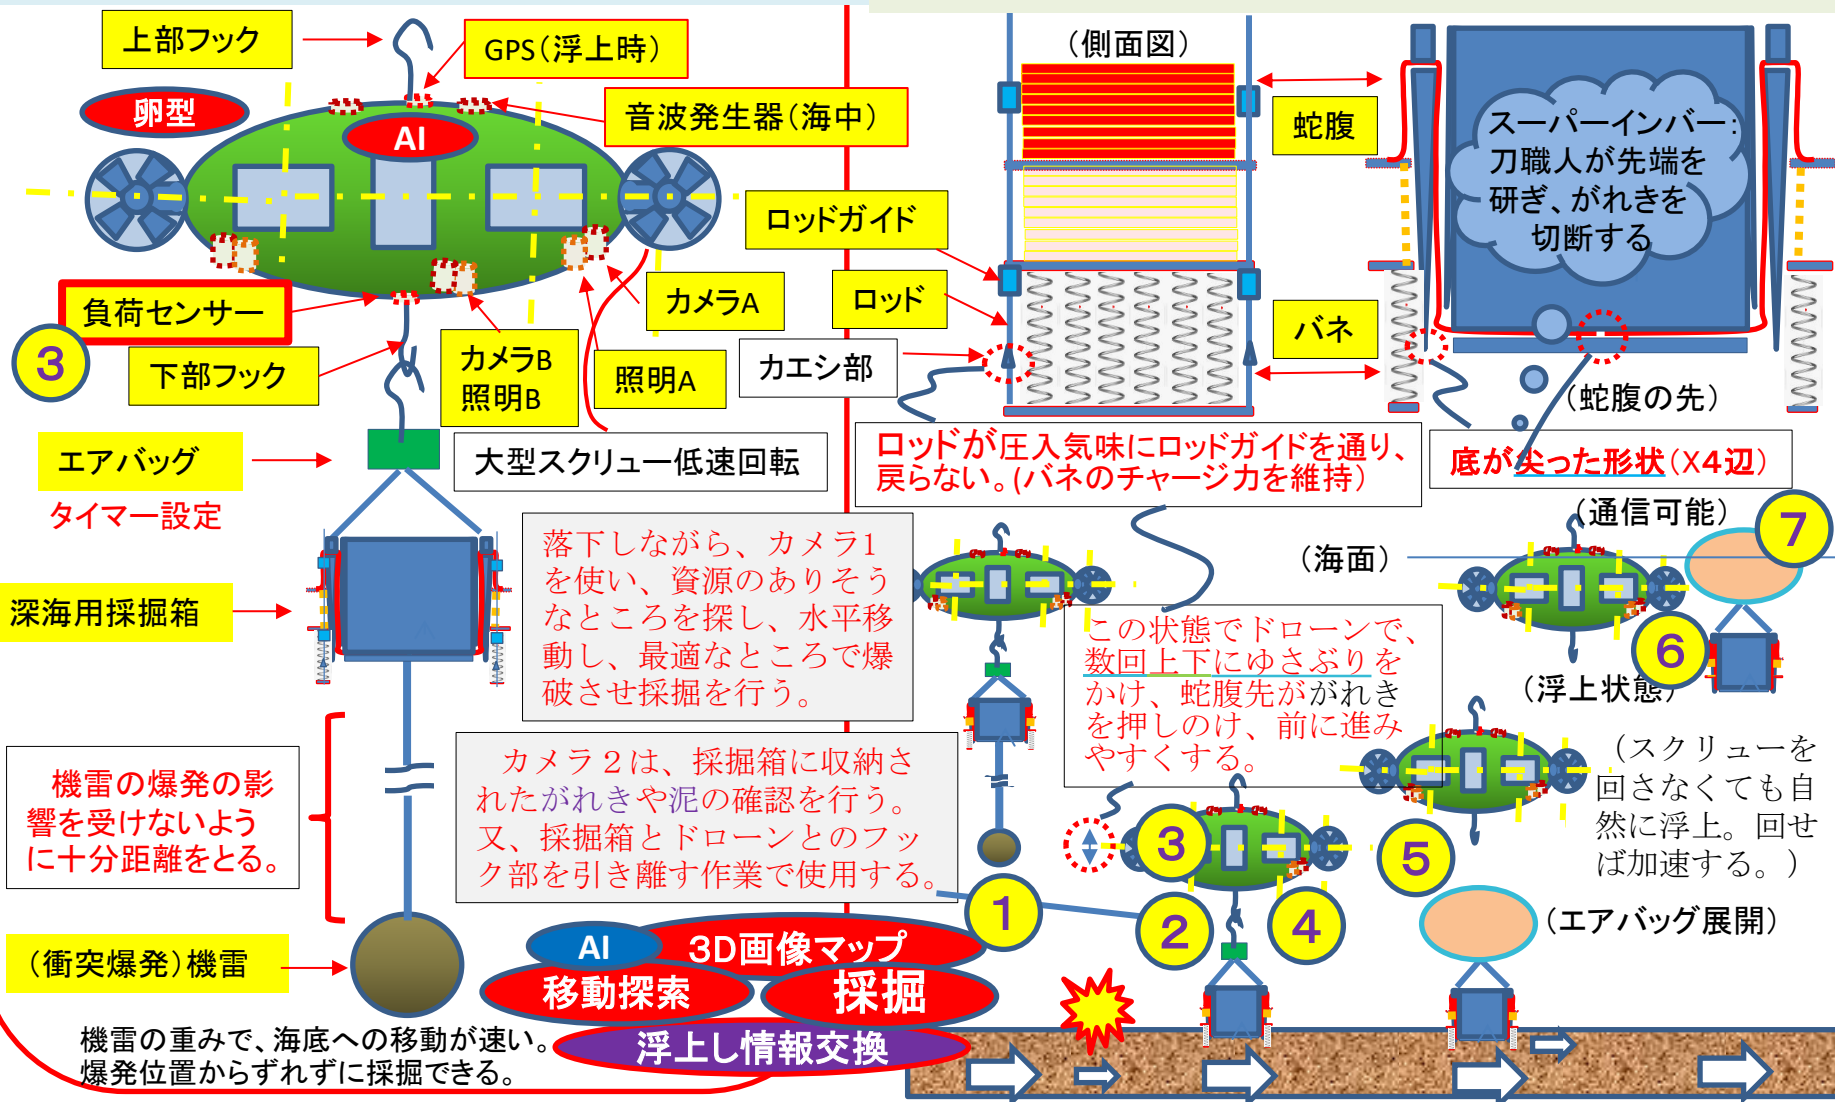 上部フック
GPS(浮上時)
卵型
音波発生器(海中)
AI
負荷センサー
3
下部フック
カメラB
照明B
照明A
カメラA
エアバッグ
タイマー設定
大型スクリュー低速回転
深海用採掘箱
落下しながら、カメラ1
を使い、資源のありそう
なところを探し、水平移
動し、最適なところで爆
破させ採掘を行う。
機雷の爆発の影
響を受けないよう
に十分距離をとる。
カメラ2は、採掘箱に収納さ
れたがれきや泥の確認を行う。
又、採掘箱とドローンとのフッ
ク部を引き離す作業で使用する。
(衝突爆発)機雷
AI
3D画像マップ
移動探索
採掘
浮上し情報交換
機雷の重みで、海底への移動が速い。
爆発位置からずれずに採掘できる。
(側面図)
蛇腹
スーパーインバー:
刀職人が先端を
研ぎ、がれきを
切断する
ロッドガイド
ロッド
カエシ部
バネ
(蛇腹の先)
ロッドが圧入気味にロッドガイドを通り、
戻らない。(バネのチャージ力を維持)
底が尖った形状(X4辺)
(通信可能)
7
(海面)
6
(浮上状態)
この状態でドローンで、
数回上下にゆさぶりを
かけ、蛇腹先ががれき
を押しのけ、前に進み
やすくする。
(スクリューを
回さなくても自
然に浮上。回せ
ば加速する。)
3
5
1
2
4
(エアバッグ展開)